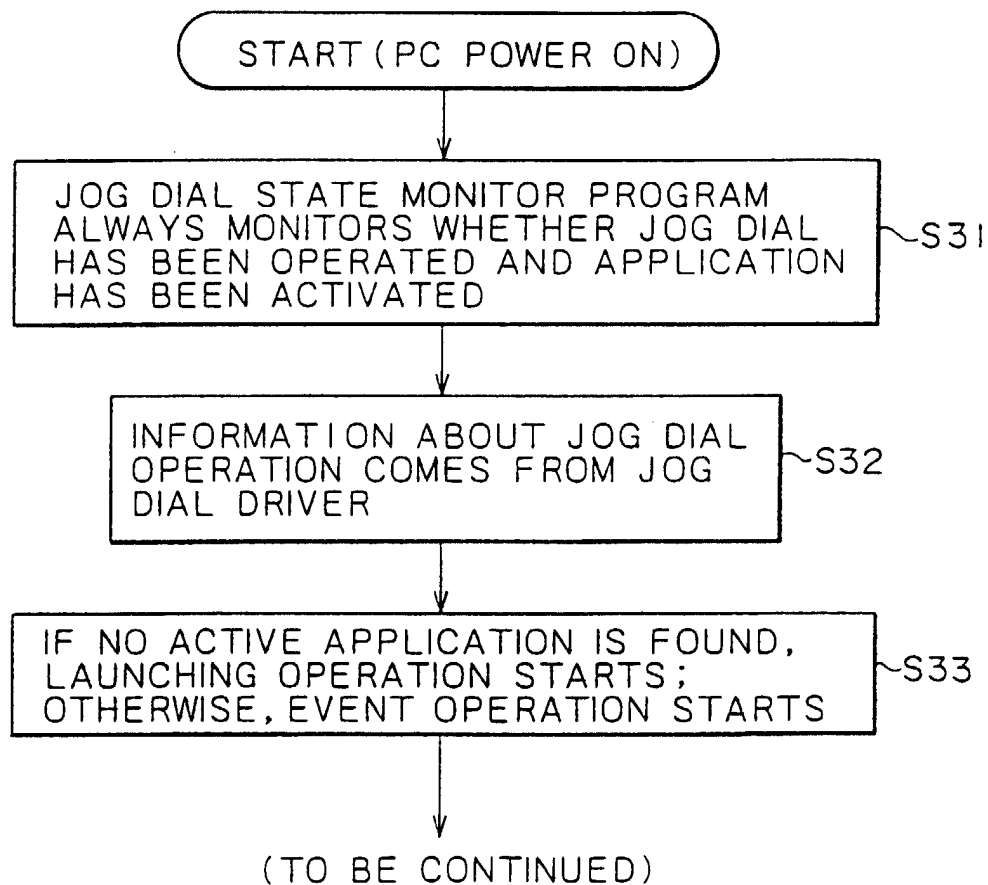 START (PC POWER ON)
JOG DIAL STATE MONITOR PROGRAM
ALWAYS MONITORS WHETHER JOG DIAL
HAS BEEN OPERATED AND APPLICATION
HAS BEEN ACTIVATED
S31
INFORMATION ABOUT JOG DIAL
OPERATION COMES FROM JOG
DIAL DRIVER
S32
IF NO ACTIVE APPLICATION IS FOUND,
LAUNCHING OPERATION STARTS;
OTHERWISE, EVENT OPERATION STARTS
S33
(TO BE CONTINUED)